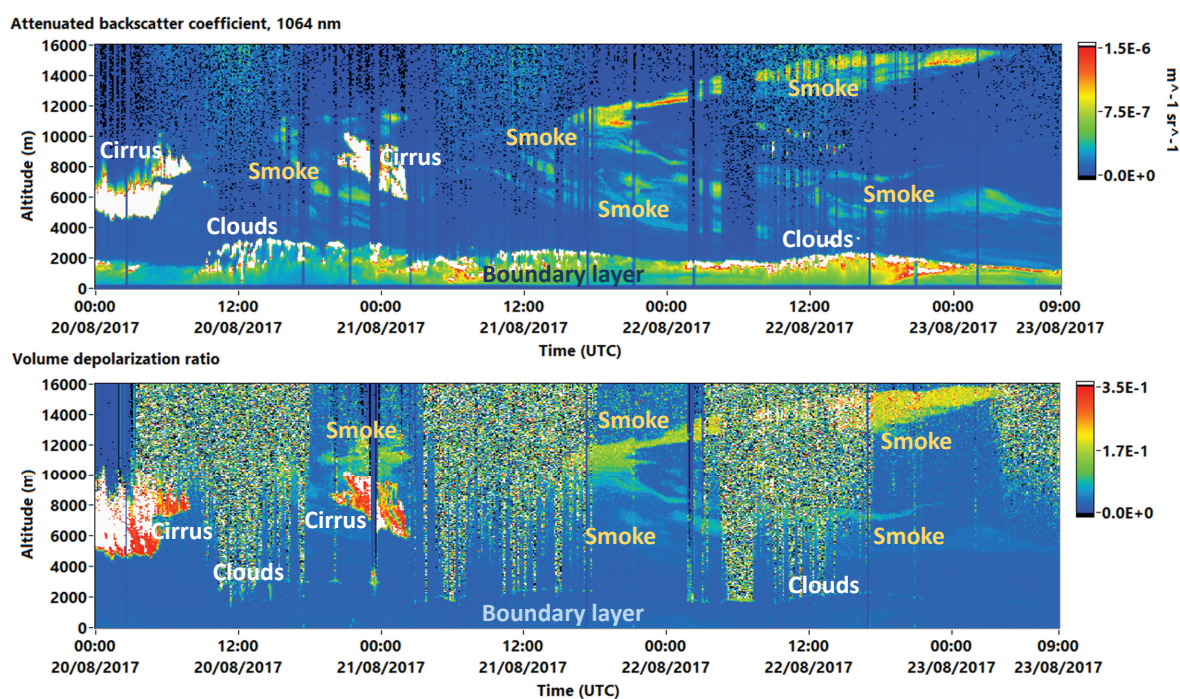 Attenuated backscatter coefficient, 1064 nm
16000
14000
12000
10000
8000
6000
4000
2000
0
Altitude (m)
Cirrus
Smoke
Clouds
Cirrus
Smoke
Smoke
Smoke
Smoke
Clouds
Boundary layer
1.5E-6
7.5E-7
0.0E+0
m^-1 sr^-1
00:00 12:00 00:00 12:00 00:00 12:00 00:00 09:00
20/08/2017 20/08/2017 21/08/2017 21/08/2017 22/08/2017 22/08/2017 23/08/2017 23/08/2017
Time (UTC)
Volume depolarization ratio
16000
14000
12000
10000
8000
6000
4000
2000
0
Altitude (m)
Cirrus
Clouds
Smoke
Cirrus
Smoke
Smoke
Smoke
Smoke
Clouds
Boundary layer
3.5E-1
1.7E-1
0.0E+0
00:00 12:00 00:00 12:00 00:00 12:00 00:00 09:00
20/08/2017 20/08/2017 21/08/2017 21/08/2017 22/08/2017 22/08/2017 23/08/2017 23/08/2017
Time (UTC)